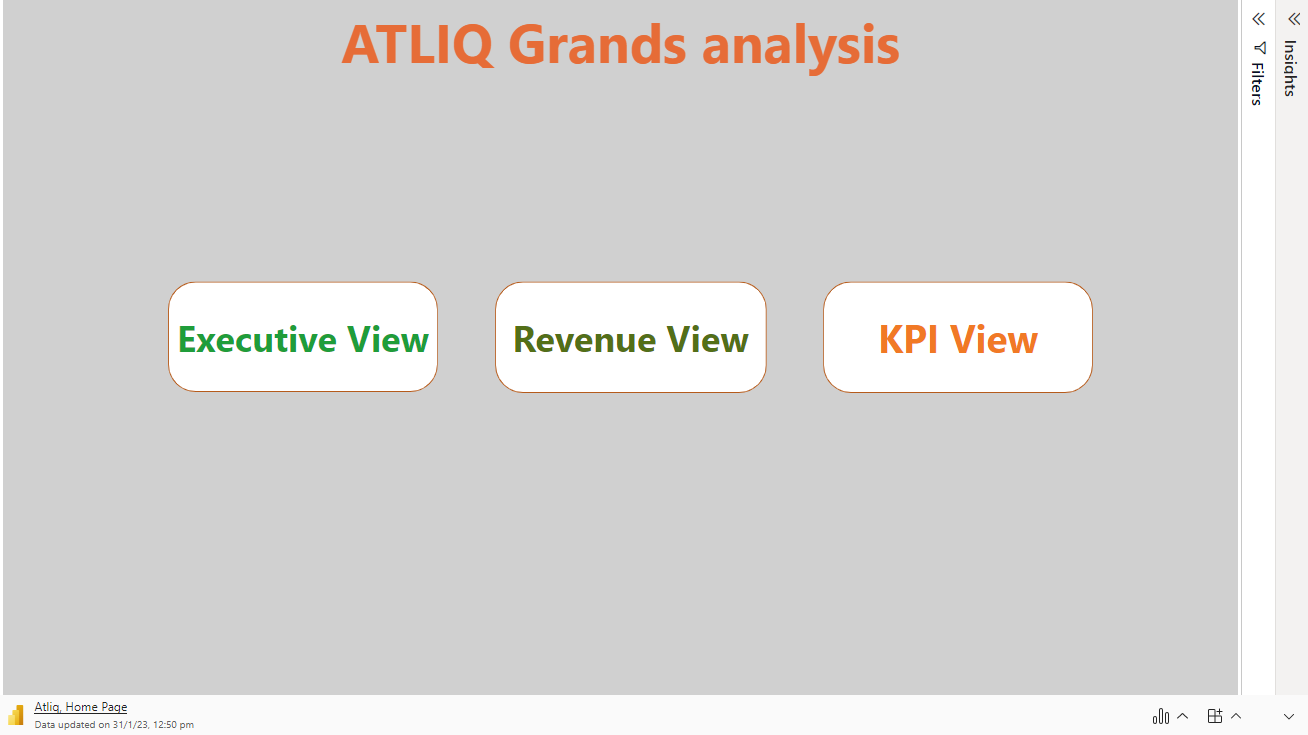 ATLIQ Grands analysis
Executive View
Revenue View
KPI View
Filters
Insights
Atliq, Home Page
Data updated on 31/1/23, 12:50 pm